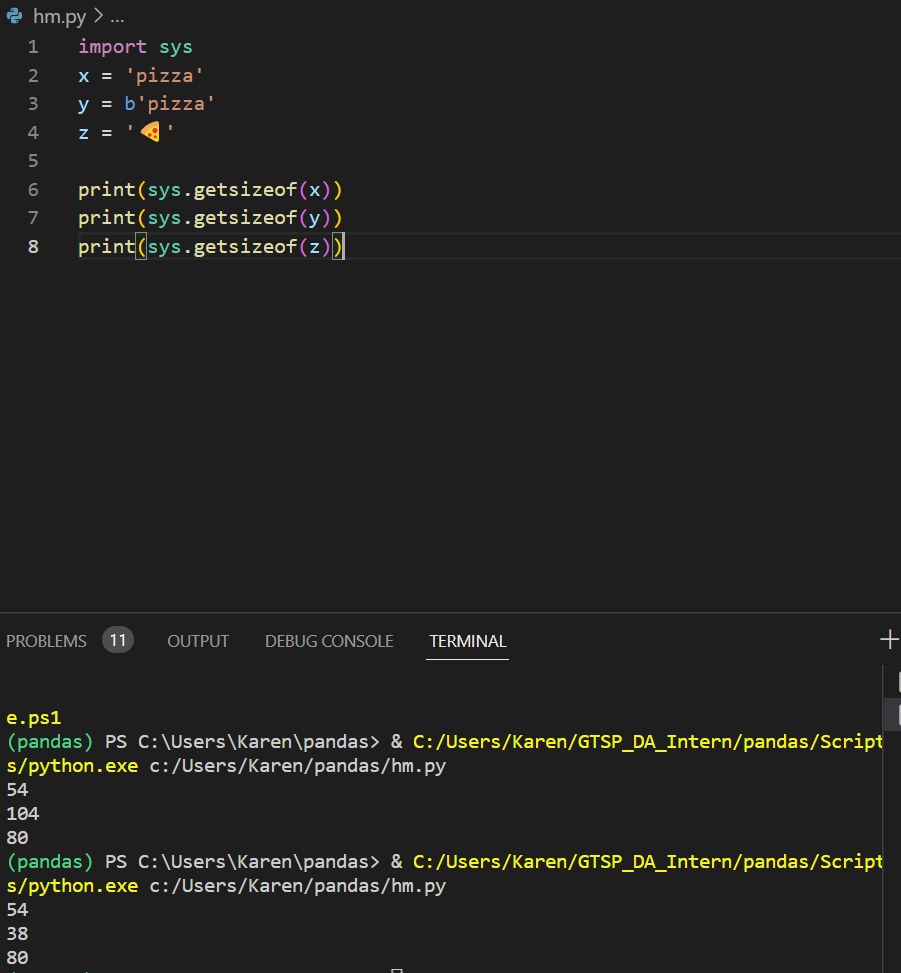 hm.py > ...
1 import sys
2 x = 'pizza'
3 y = b'pizza'
4 z = '🍕'
5
6 print(sys.getsizeof(x))
7 print(sys.getsizeof(y))
8 print(sys.getsizeof(z))
PROBLEMS 11 OUTPUT DEBUG CONSOLE TERMINAL
e.ps1
(pandas) PS C:\Users\Karen\pandas> & C:/Users/Karen/GTSP_DA_Intern/pandas/Script
s/python.exe c:/Users/Karen/pandas/hm.py
54
104
80
(pandas) PS C:\Users\Karen\pandas> & C:/Users/Karen/GTSP_DA_Intern/pandas/Script
s/python.exe c:/Users/Karen/pandas/hm.py
54
38
80